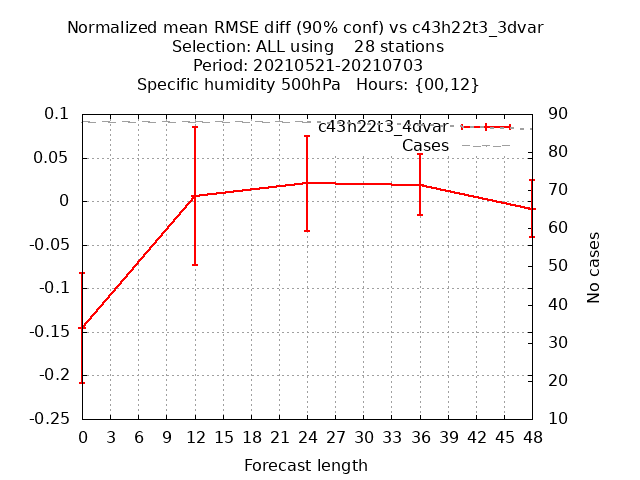 Normalized mean RMSE diff (90% conf) vs c43h22t3_3dvar
Selection: ALL using    28 stations
Period: 20210521-20210703
Specific humidity 500hPa   Hours: {00,12}
0.1
0.05
0
-0.05
-0.1
-0.15
-0.2
-0.25
c43h22t3_4dvar
Cases
90
80
70
60
50
40
30
20
10
No cases
0 3 6 9 12 15 18 21 24 27 30 33 36 39 42 45 48
Forecast length